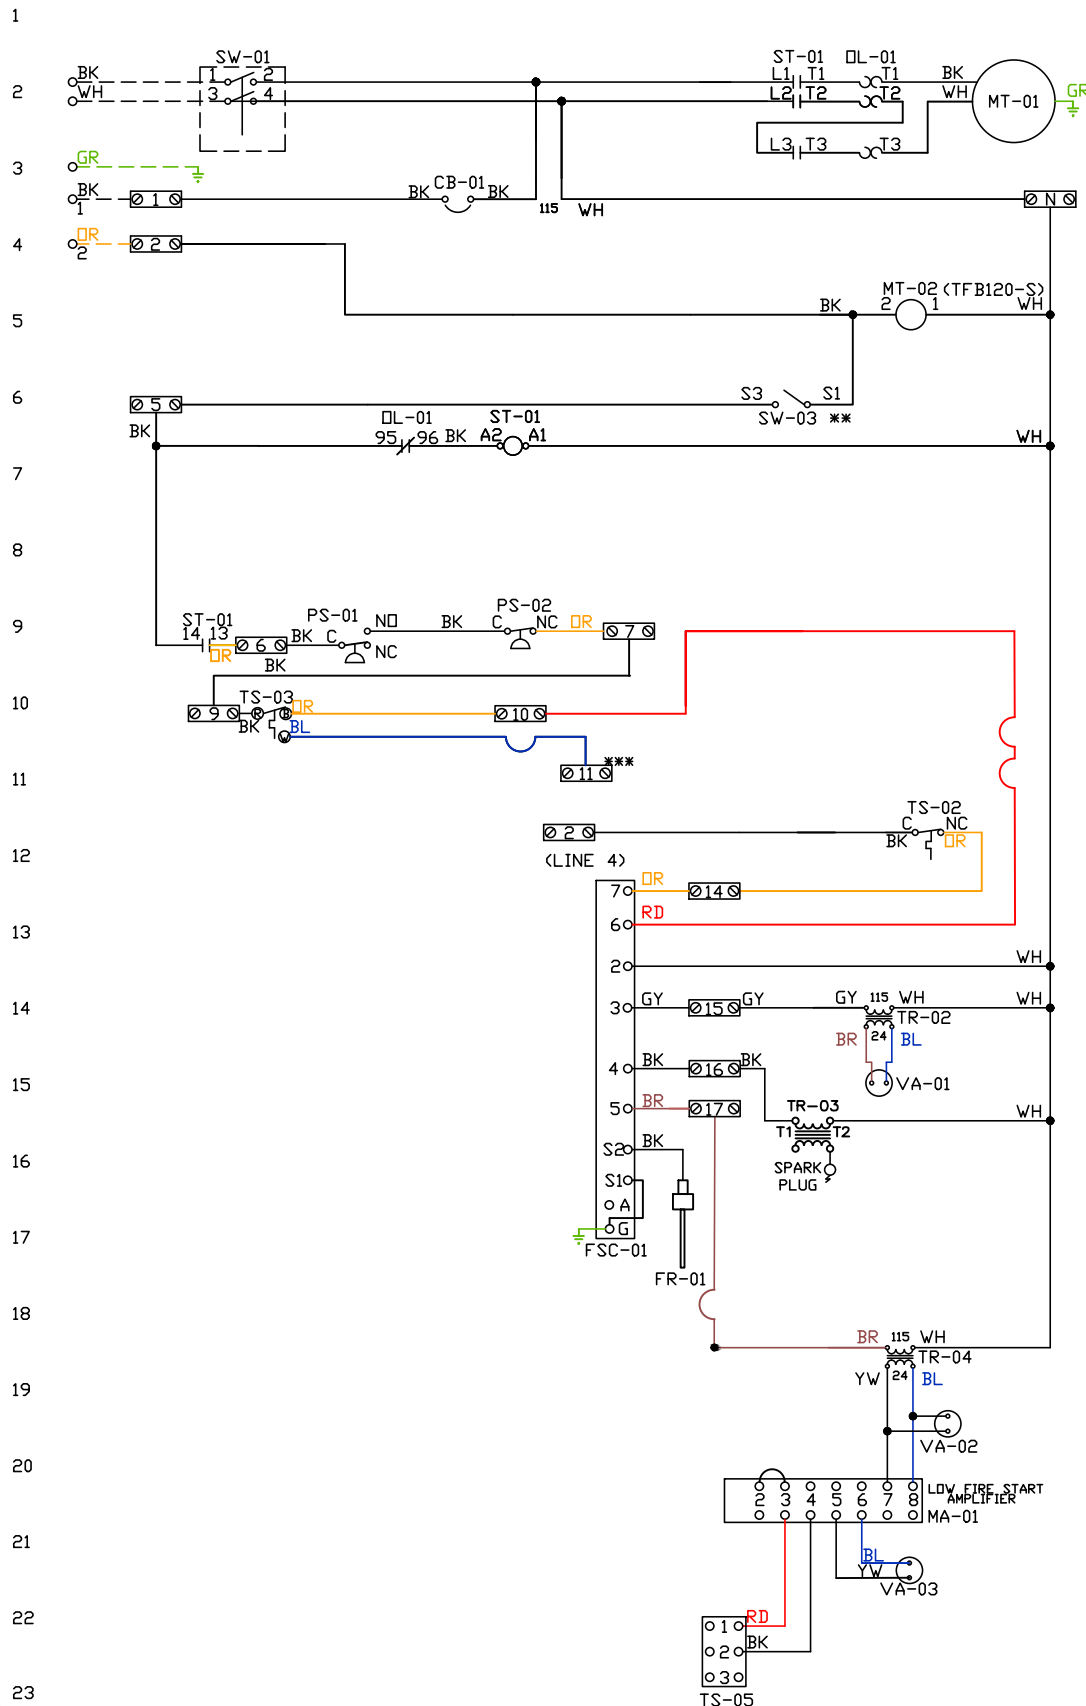 1
SW-01 ST-01 OL-01
BK 1 2 L1 T1 T1 BK
2 WH 3 4 L2 T2 T2 WH MT-01 GR
L3 T3 T3
3 GR
BK 1 1 BK CB-01 BK 115 WH N
4 OR 2 2
MT-02 (TFB120-S)
5 BK 2 1 WH
6 5 S3 S1
SW-03 **
BK OL-01 ST-01
95 96 BK A2 A1 WH
7
8
9 ST-01 PS-01 NO BK PS-02
14 13 OR 6 BK C NC C NC OR 7
BK
10 TS-03 OR
9 BK R B 10
W BL
11 11 ***
TS-02
2 C NC
12 (LINE 4) BK OR
7 OR 14
13 6 RD
2 WH
14 3 GY 15 GY GY 115 WH WH
TR-02
BR 24 BL
15 4 BK 16 BK VA-01
5 BR 17 TR-03 WH
T1 T2
16 S2 BK SPARK
PLUG
S1
A
17 G
FSC-01
FR-01
18
BR 115 WH
TR-04
19 YW 24 BL
VA-02
20
LOW FIRE START
AMPLIFIER
2 3 4 5 6 7 8
MA-01
21
BL
YW
VA-03
22 RD
1
2 BK
3
23 TS-05